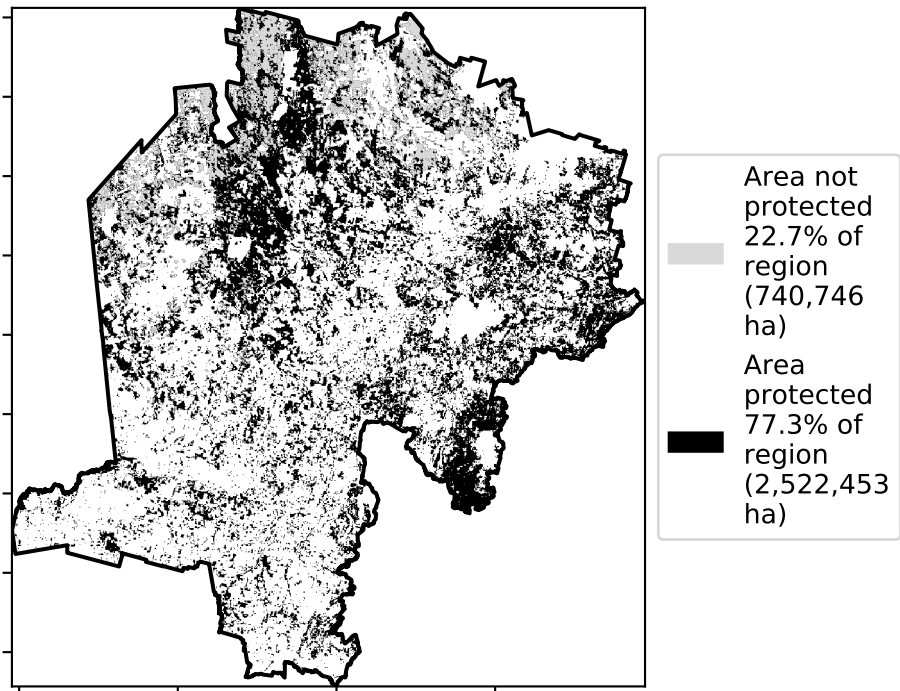 Area not
protected
22.7% of
region
(740,746
ha)
Area
protected
77.3% of
region
(2,522,453
ha)